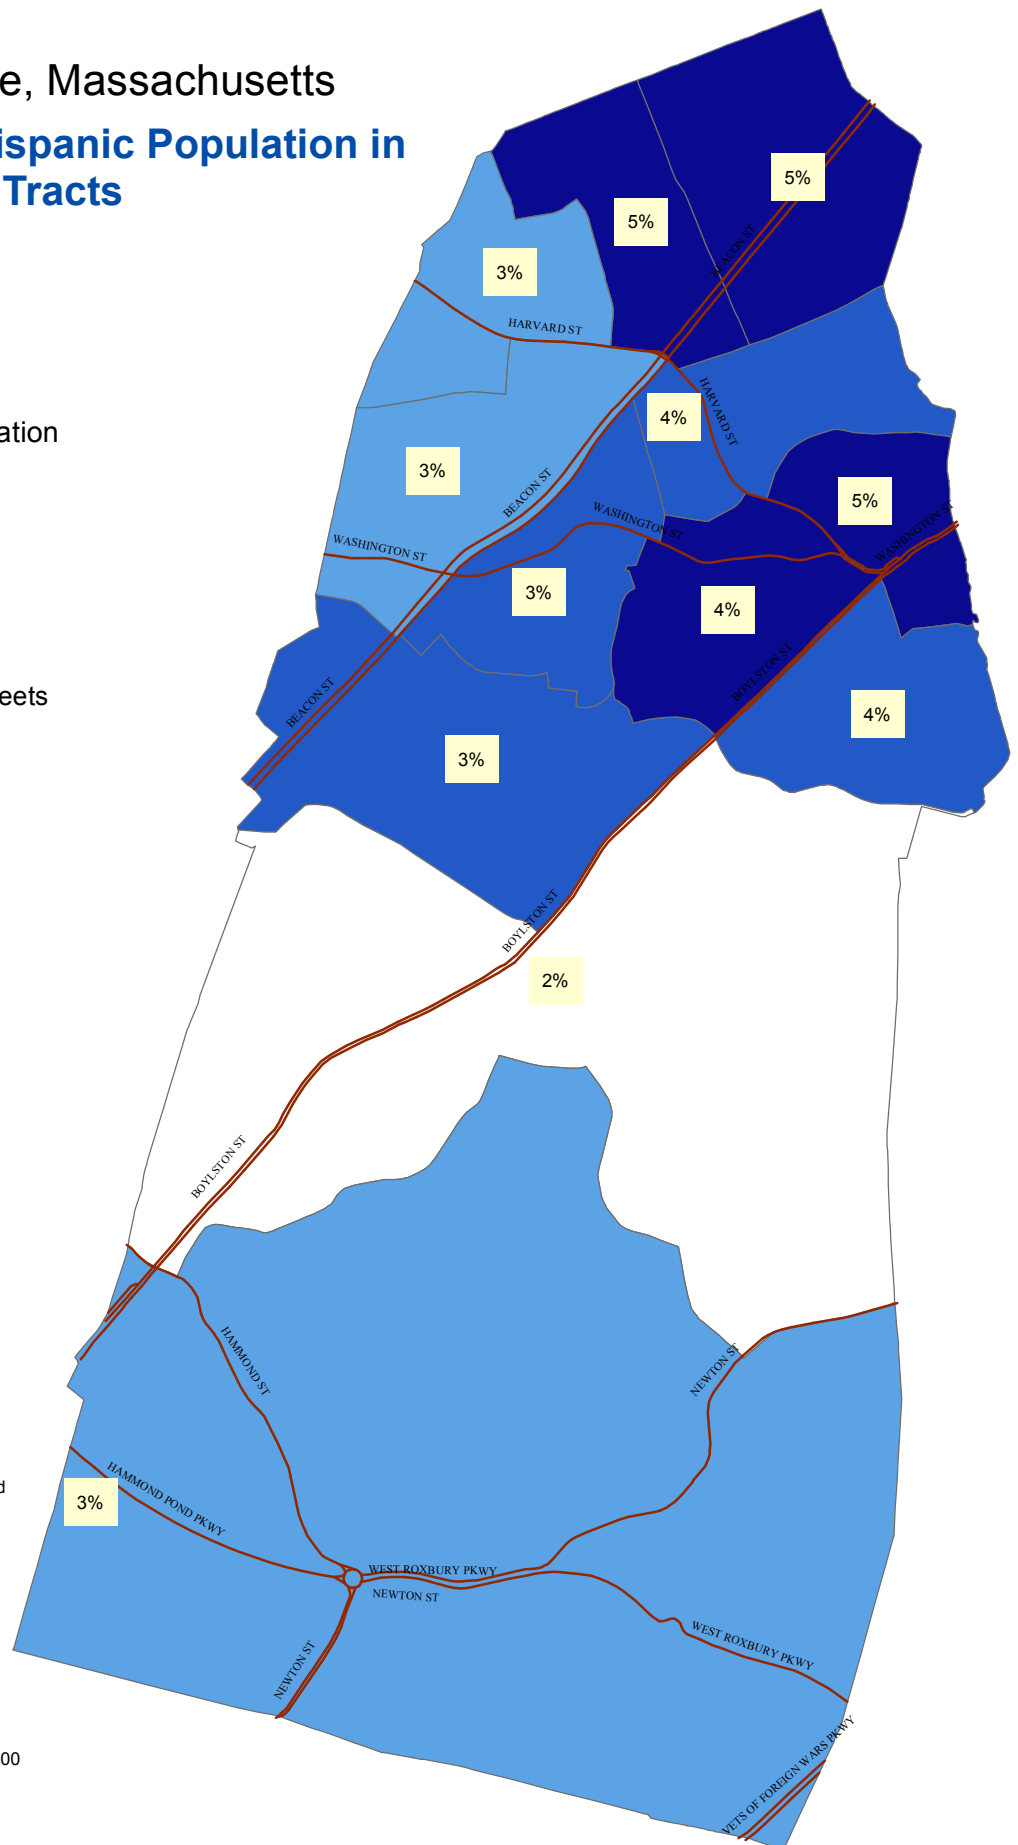 e, Massachusetts
ispanic Population in
Tracts
5%
5%
BEACON ST
3%
HARVARD ST
HARVARD ST
4%
ation
3%
BEACON ST
5%
WASHINGTON ST
WASHINGTON ST
WASHINGTON ST
3%
4%
BOYLSTON ST
eets
BEACON ST
4%
3%
BOYLSTON ST
2%
BOYLSTON ST
HAMMOND ST
NEWTON ST
d
HAMMOND POND PKWY
3%
WEST ROXBURY PKWY
NEWTON ST
WEST ROXBURY PKWY
NEWTON ST
00
VETS OF FOREIGN WARS PKWY